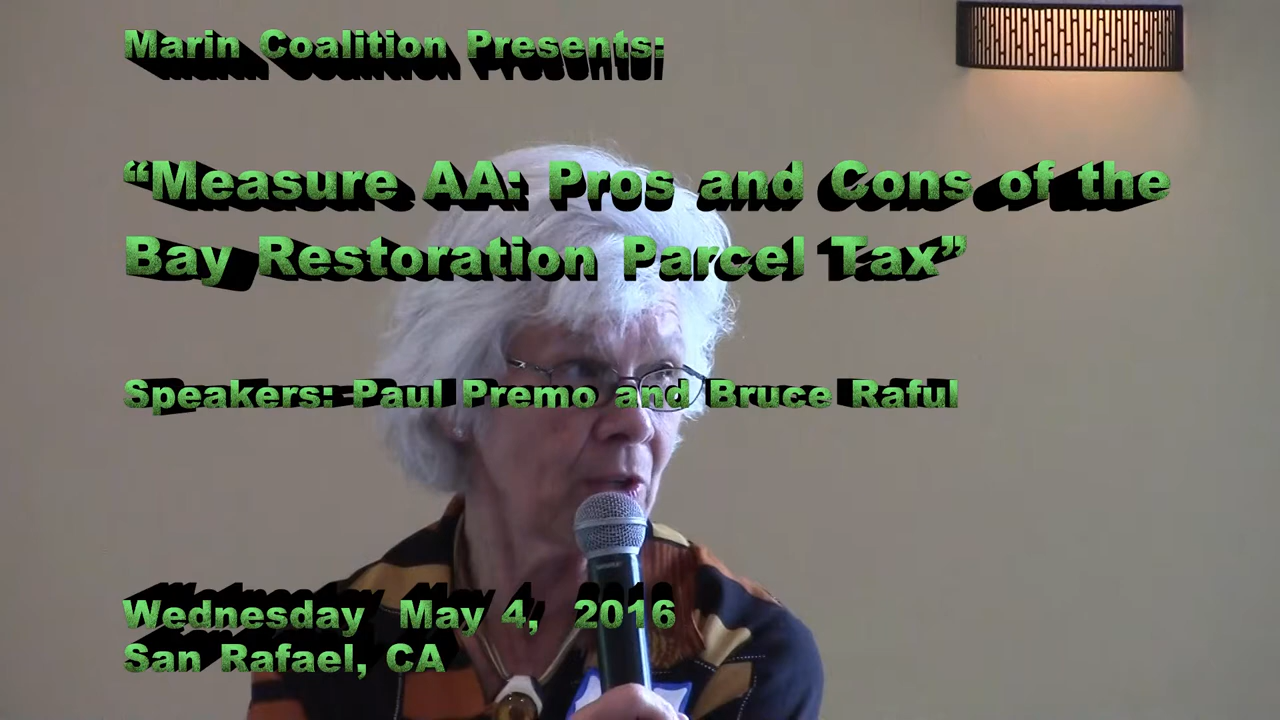 Marin Coalition Presents:
“Measure AA: Pros and Cons of the
Bay Restoration Parcel Tax”
Speakers: Paul Premo and Bruce Raful
Wednesday May 4, 2016
San Rafael, CA